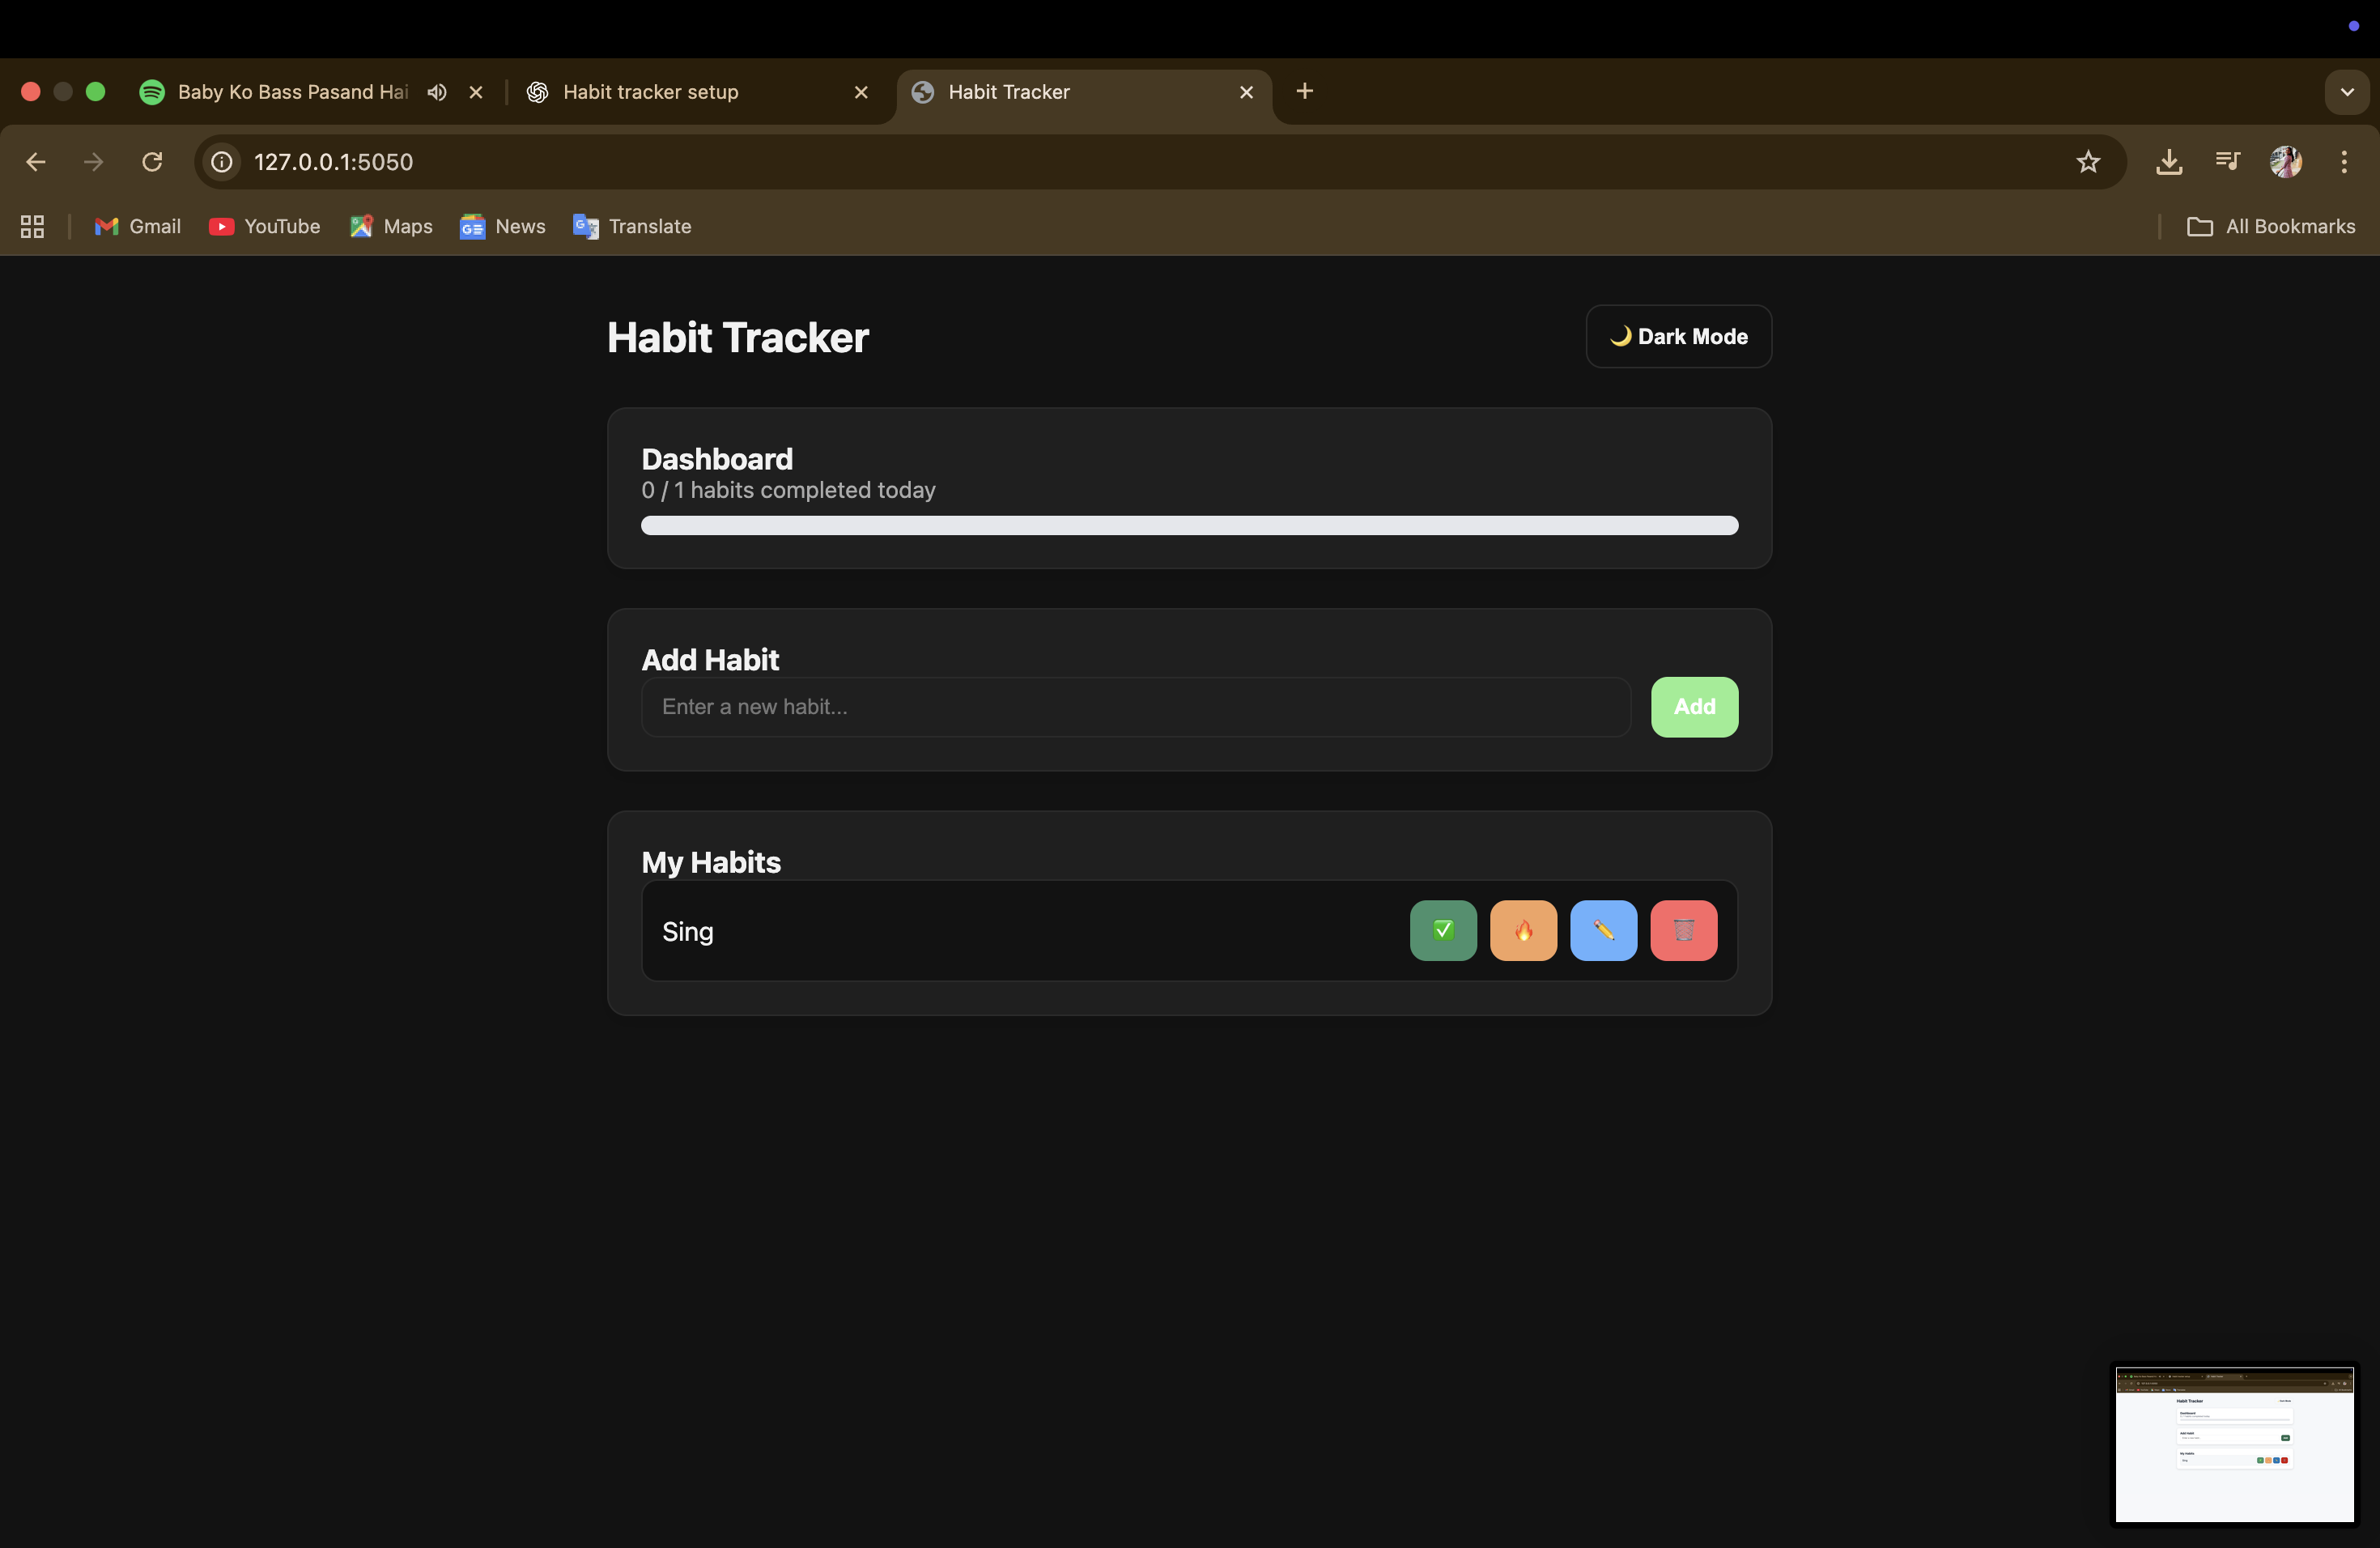 Baby Ko Bass Pasand Hai
Habit tracker setup
Habit Tracker
127.0.0.1:5050
Gmail
YouTube
Maps
News
Translate
All Bookmarks
Habit Tracker
🌙 Dark Mode
Dashboard
0 / 1 habits completed today
Add Habit
Enter a new habit...
Add
My Habits
Sing
Habit Tracker